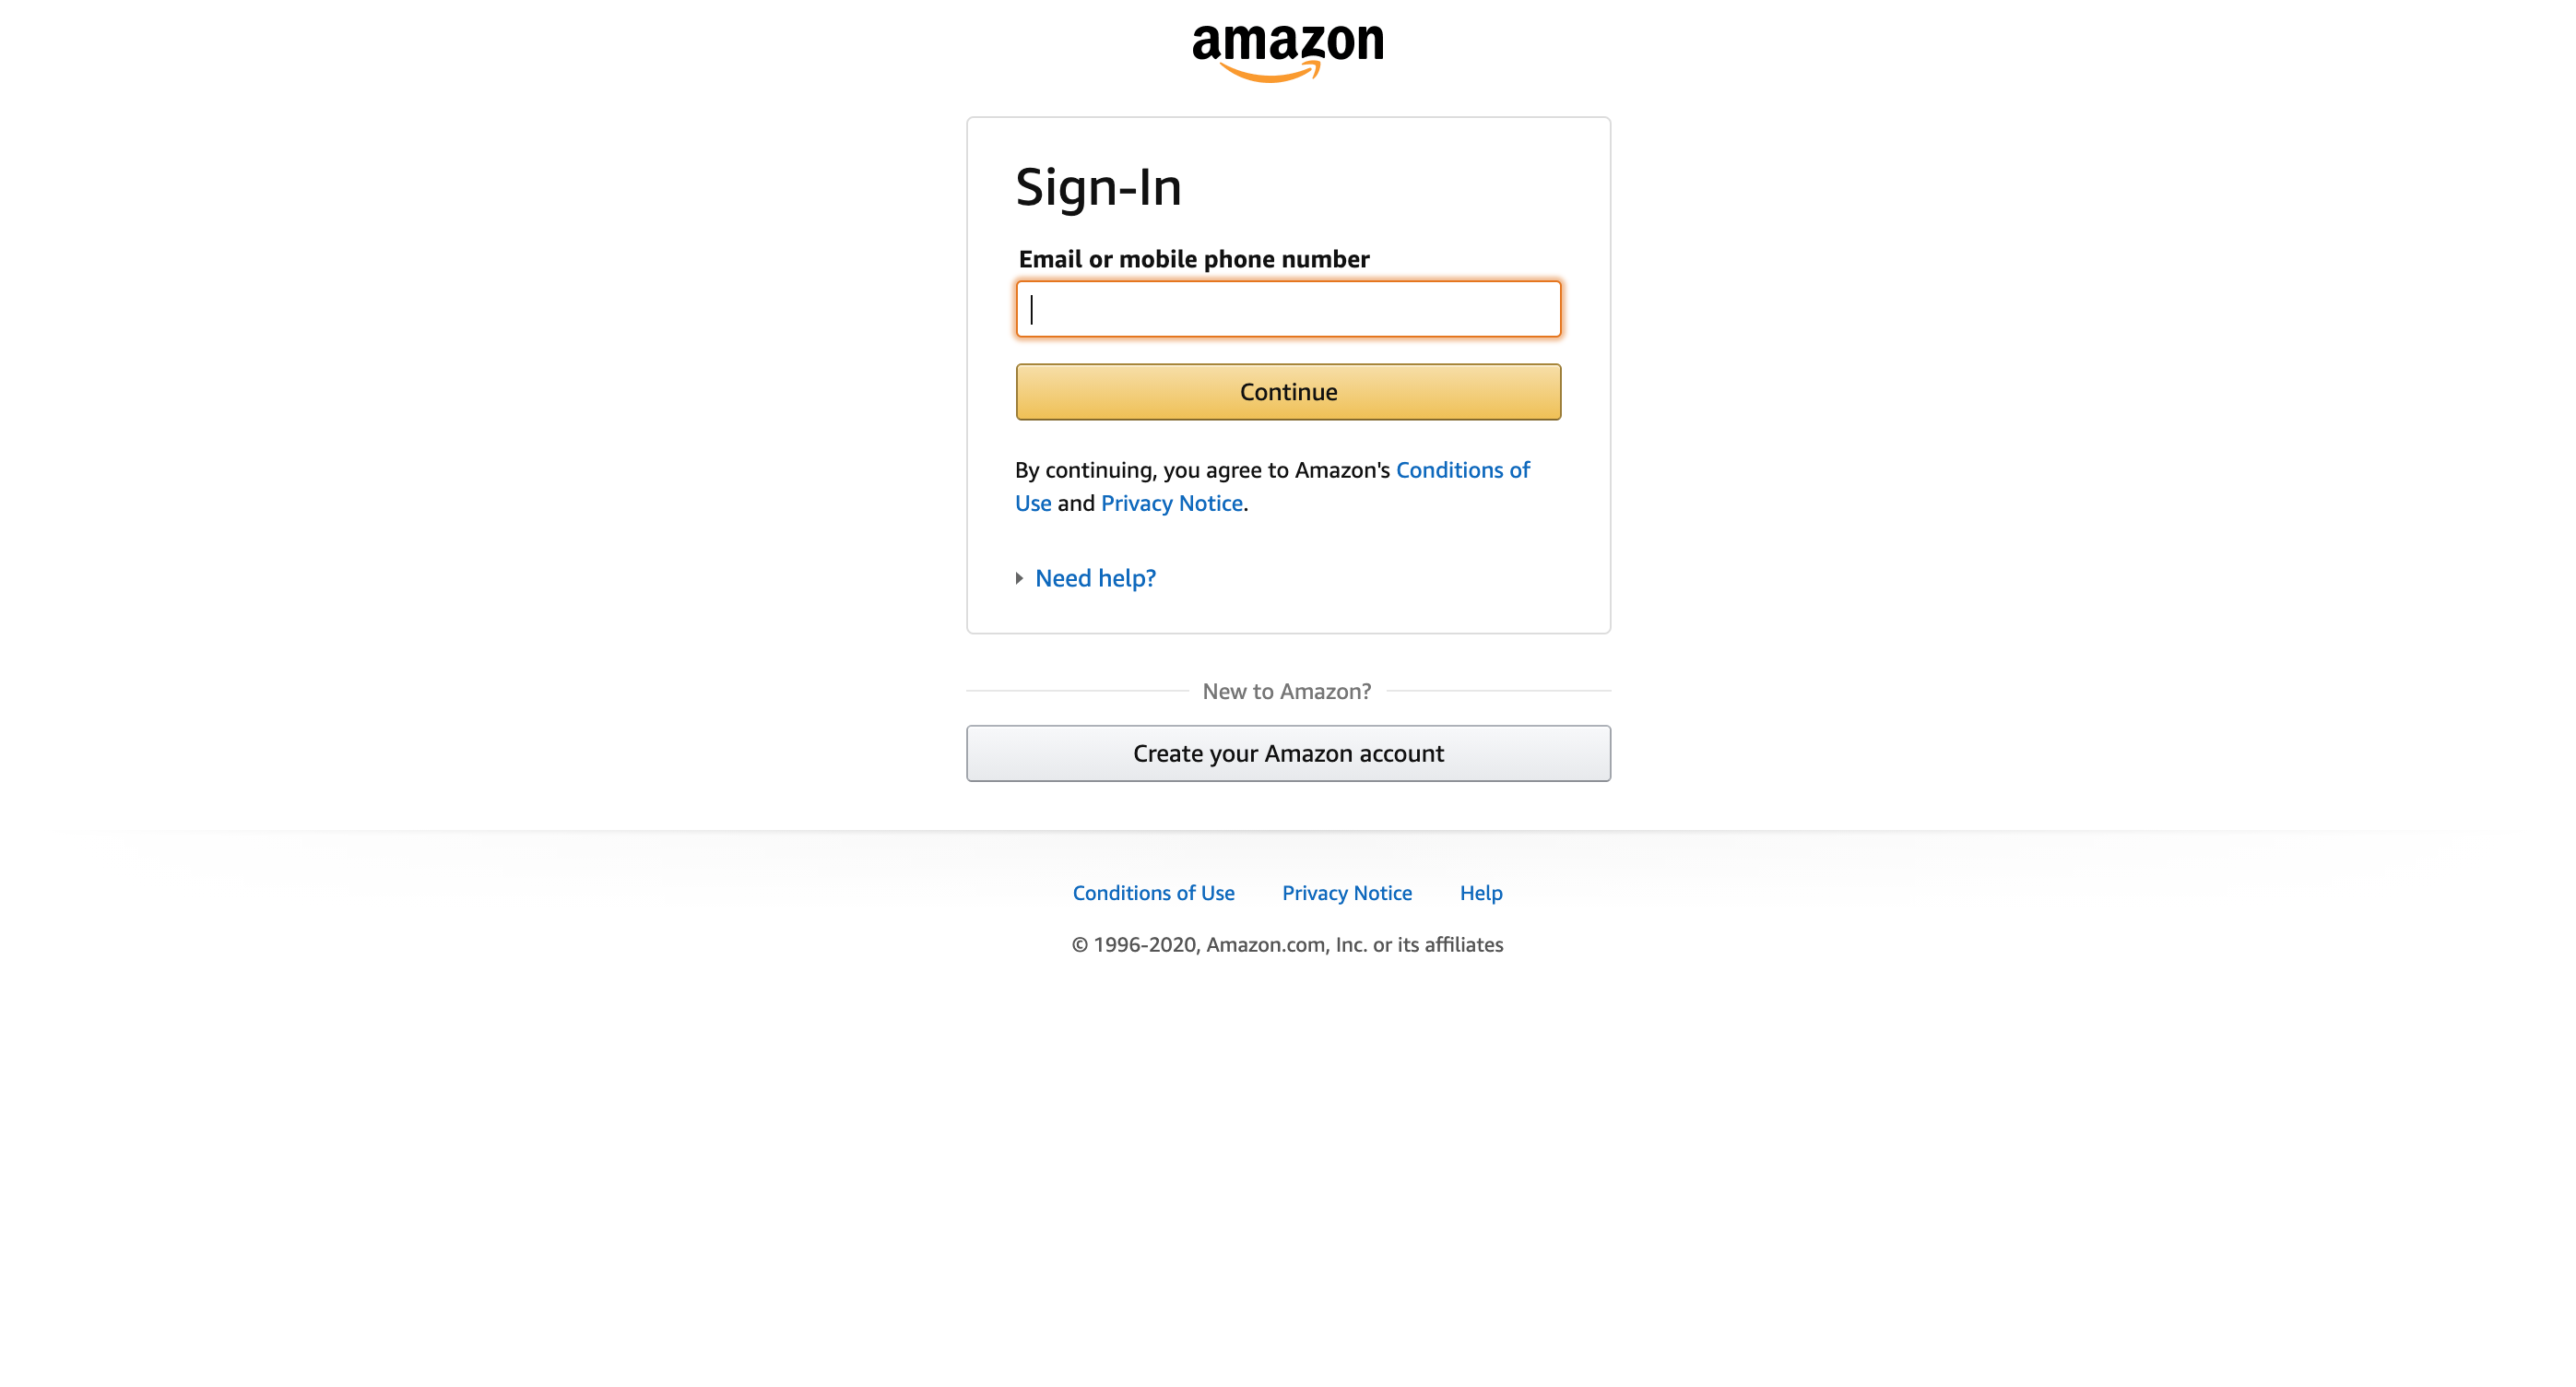 amazon
Sign-In
Email or mobile phone number
Continue
By continuing, you agree to Amazon's Conditions of
Use and Privacy Notice.
Need help?
New to Amazon?
Create your Amazon account
Conditions of Use Privacy Notice Help
© 1996-2020, Amazon.com, Inc. or its affiliates